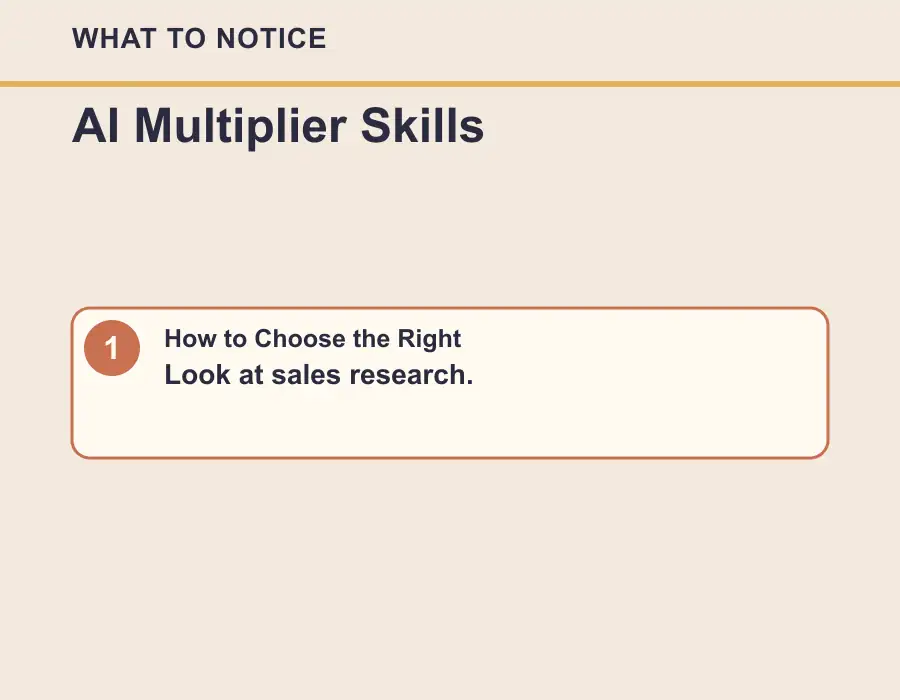 WHAT TO NOTICE
AI Multiplier Skills
1
How to Choose the Right
Look at sales research.